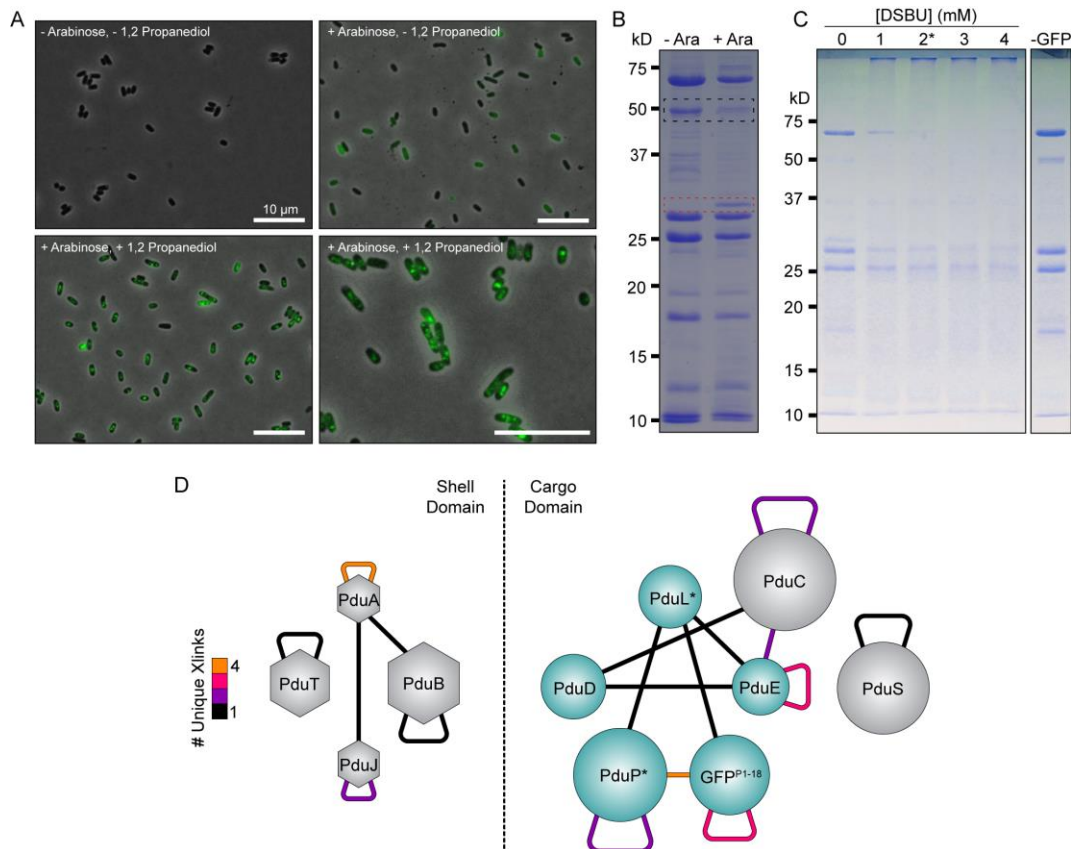 A
- Arabinose, - 1,2 Propanediol
10 µm
+ Arabinose, - 1,2 Propanediol
+ Arabinose, + 1,2 Propanediol
+ Arabinose, + 1,2 Propanediol
B
kD - Ara + Ara
75
50
37
25
20
15
10
C
[DSBU] (mM)
0 1 2* 3 4 -GFP
kD
75
50
37
25
20
15
10
D
Shell Domain
Cargo Domain
# Unique Xlinks
4
1
PduA
PduT
PduB
PduJ
PduC
PduL*
PduD
PduE
PduS
PduP*
GFPᴾ¹⁻¹⁸